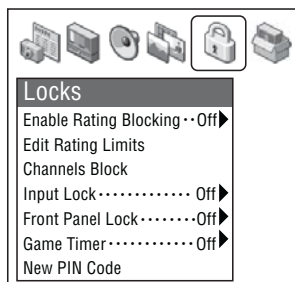 Locks
Enable Rating Blocking··Off
Edit Rating Limits
Channels Block
Input Lock·············Off
Front Panel Lock········Off
Game Timer············Off
New PIN Code